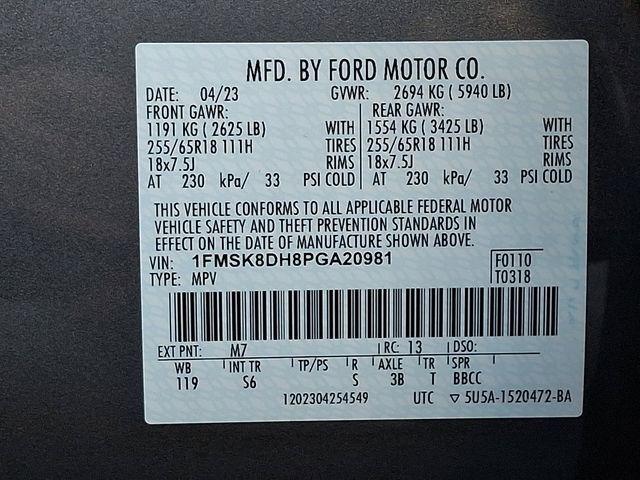 MFD. BY FORD MOTOR CO.
DATE: 04/23 GVWR: 2694 KG ( 5940 LB)
FRONT GAWR: REAR GAWR:
1191 KG ( 2625 LB) WITH 1554 KG ( 3425 LB) WITH
255/65R18 111H TIRES 255/65R18 111H TIRES
18x7.5J RIMS 18x7.5J RIMS
AT 230 kPa/ 33 PSI COLD AT 230 kPa/ 33 PSI COLD
THIS VEHICLE CONFORMS TO ALL APPLICABLE FEDERAL MOTOR
VEHICLE SAFETY AND THEFT PREVENTION STANDARDS IN
EFFECT ON THE DATE OF MANUFACTURE SHOWN ABOVE.
VIN: 1FMSK8DH8PGA20981 F0110
TYPE: MPV T0318
EXT PNT: M7 RC: 13 DSO:
WB INT TR TP/PS R AXLE TR SPR
119 S6 S 3B T BBCC
1202304254549 UTC ▽ 5U5A-1520472-BA